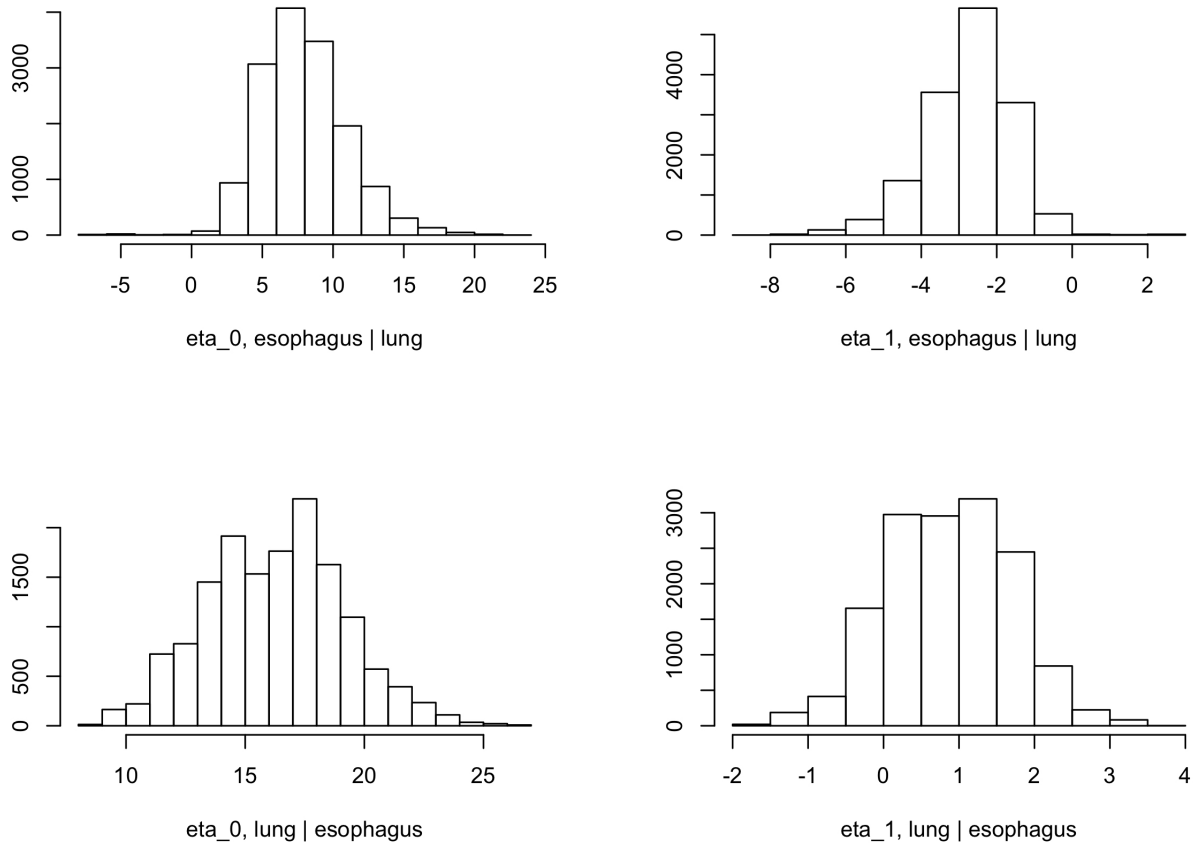 3000
1000
0
-5 0 5 10 15 20 25
eta_0, esophagus | lung
4000
2000
0
-8 -6 -4 -2 0 2
eta_1, esophagus | lung
1500
500
0
10 15 20 25
eta_0, lung | esophagus
3000
2000
1000
0
-2 -1 0 1 2 3 4
eta_1, lung | esophagus